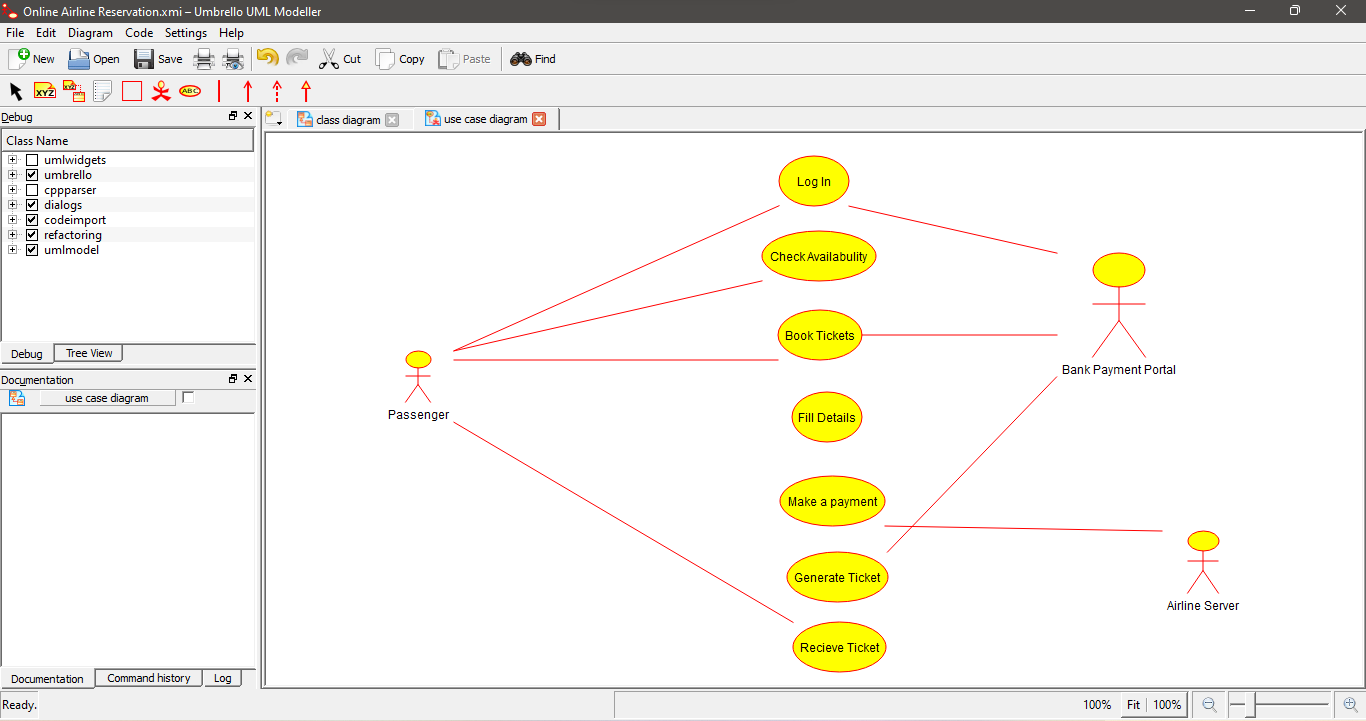 Online Airline Reservation.xmi – Umbrello UML Modeller
File Edit Diagram Code Settings Help
New Open Save Cut Copy Paste Find
XYZ XYZ ABC
Debug
class diagram use case diagram
Class Name
umlwidgets
umbrello
cppparser
dialogs
codeimport
refactoring
umlmodel
Debug Tree View
Documentation
use case diagram
Documentation Command history Log
Log In
Check Availabulity
Book Tickets
Bank Payment Portal
Passenger
Fill Details
Make a payment
Generate Ticket
Airline Server
Recieve Ticket
Ready.
100% Fit 100%